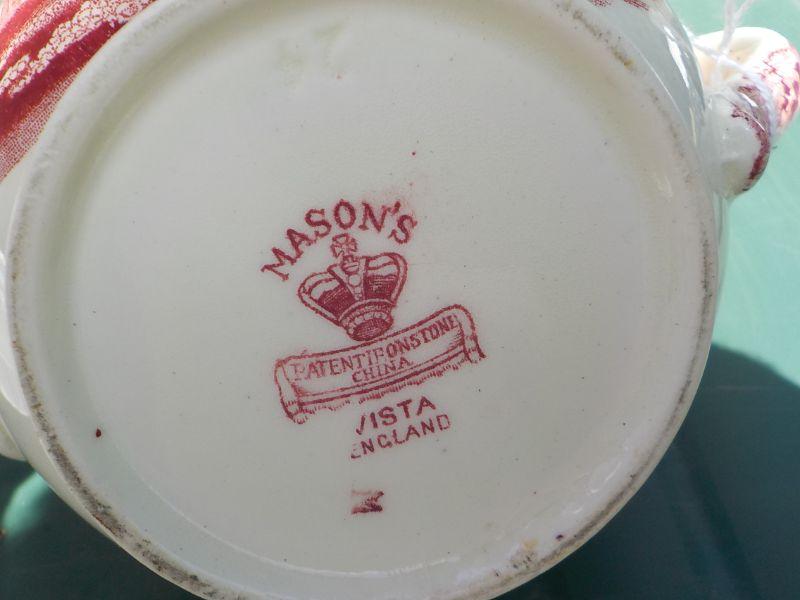 MASON'S
PATENT IRONSTONE
CHINA
VISTA
ENGLAND